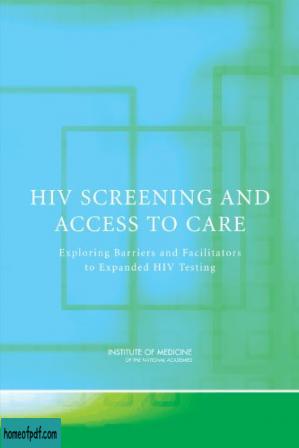 HIV SCREENING AND
ACCESS TO CARE
Exploring Barriers and Facilitators
to Expanded HIV Testing
INSTITUTE OF MEDICINE
OF THE NATIONAL ACADEMIES
homeofpdf.com